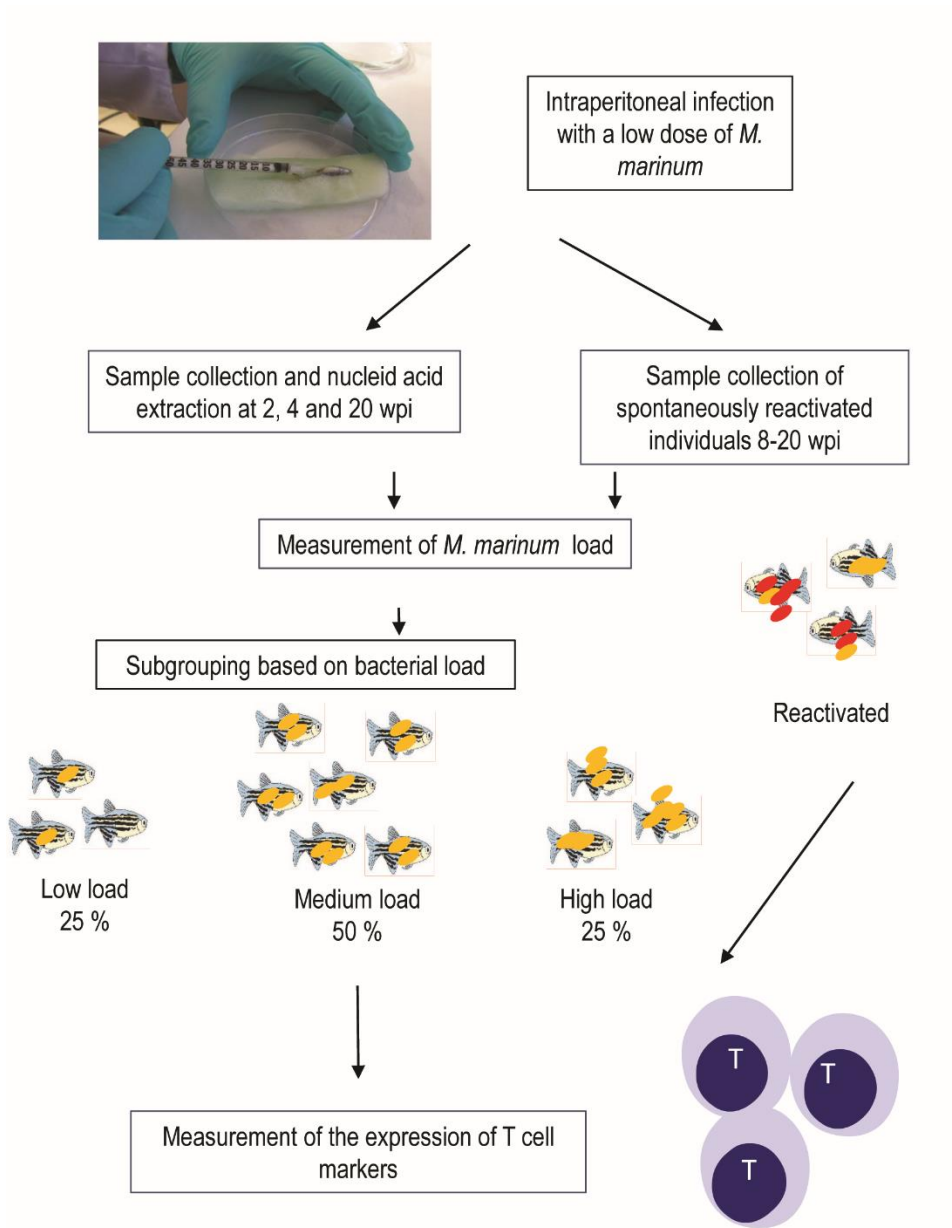 Intraperitoneal infection
with a low dose of M.
marinum
Sample collection and nucleid acid
extraction at 2, 4 and 20 wpi
Sample collection of
spontaneously reactivated
individuals 8-20 wpi
Measurement of M. marinum load
Subgrouping based on bacterial load
Reactivated
Low load
25 %
Medium load
50 %
High load
25 %
T
T
T
Measurement of the expression of T cell
markers